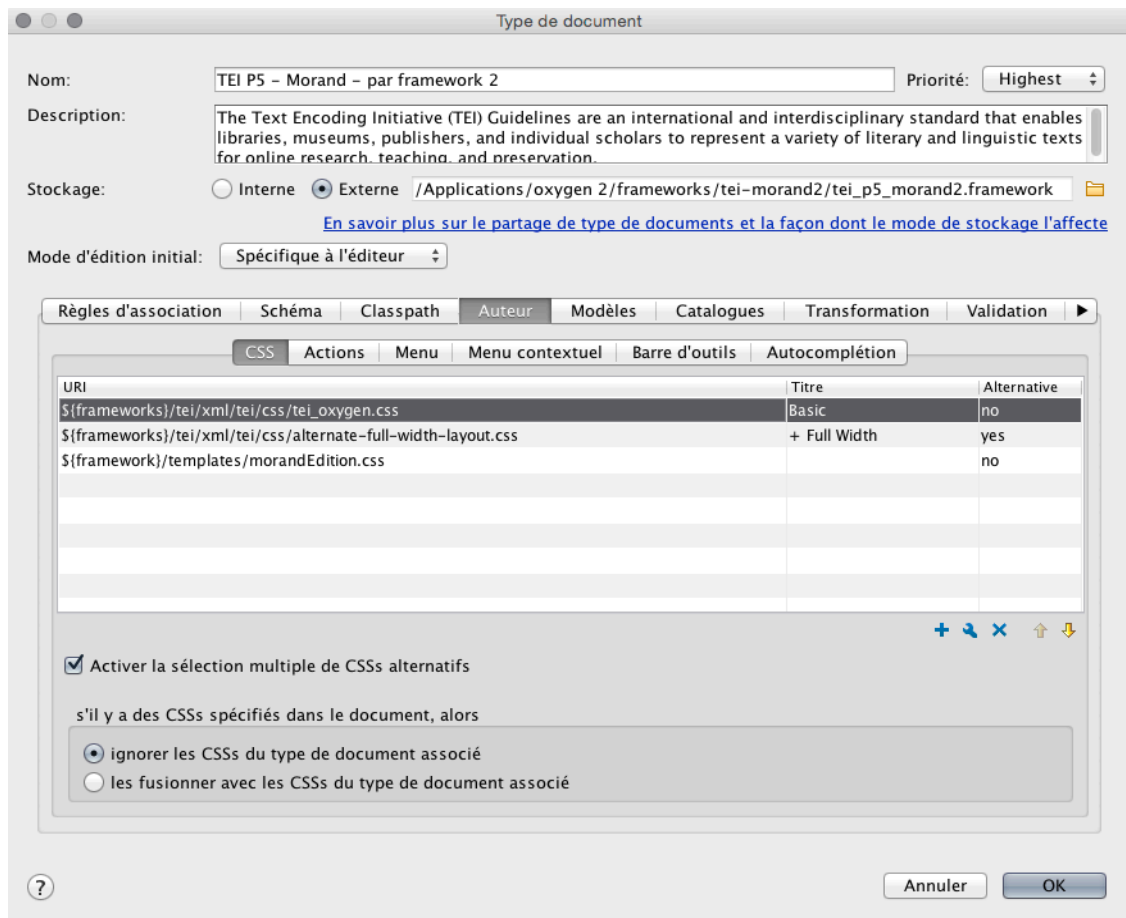 Type de document
Nom: TEI P5 – Morand – par framework 2 Priorité: Highest
Description: The Text Encoding Initiative (TEI) Guidelines are an international and interdisciplinary standard that enables
libraries, museums, publishers, and individual scholars to represent a variety of literary and linguistic texts
for online research, teaching, and preservation.
Stockage: Interne Externe /Applications/oxygen 2/frameworks/tei-morand2/tei_p5_morand2.framework
En savoir plus sur le partage de type de documents et la façon dont le mode de stockage l'affecte
Mode d'édition initial: Spécifique à l'éditeur
Règles d'association Schéma Classpath Auteur Modèles Catalogues Transformation Validation
CSS Actions Menu Menu contextuel Barre d'outils Autocomplétion
URI Titre Alternative
${frameworks}/tei/xml/tei/css/tei_oxygen.css Basic no
${frameworks}/tei/xml/tei/css/alternate-full-width-layout.css + Full Width yes
${framework}/templates/morandEdition.css no
Activer la sélection multiple de CSSs alternatifs
s'il y a des CSSs spécifiés dans le document, alors
ignorer les CSSs du type de document associé
les fusionner avec les CSSs du type de document associé
? Annuler OK